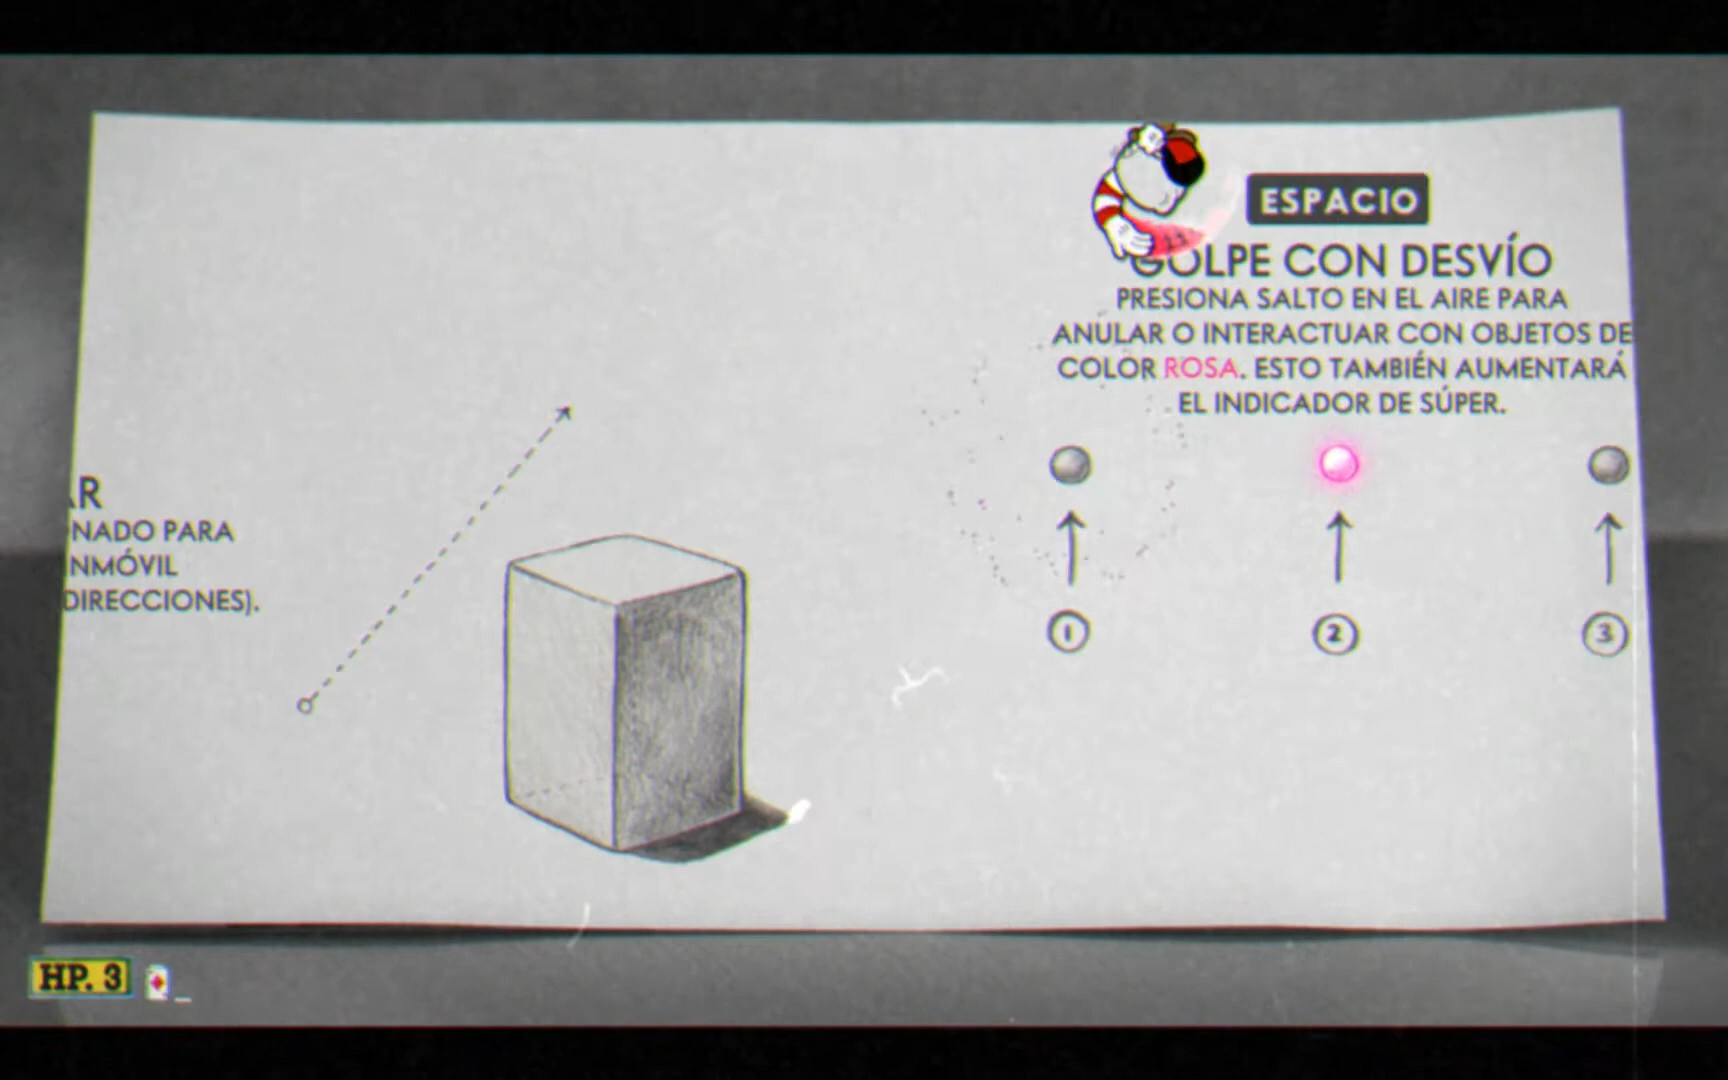 ESPACIO
GOLPE CON DESVÍO
PRESIONA SALTO EN EL AIRE PARA
ANULAR O INTERACTUAR CON OBJETOS DE
COLOR ROSA. ESTO TAMBIÉN AUMENTARÁ
EL INDICADOR DE SÚPER.
AR
NADO PARA
NMÓVIL
DIRECCIONES).
1 2 3
HP. 3